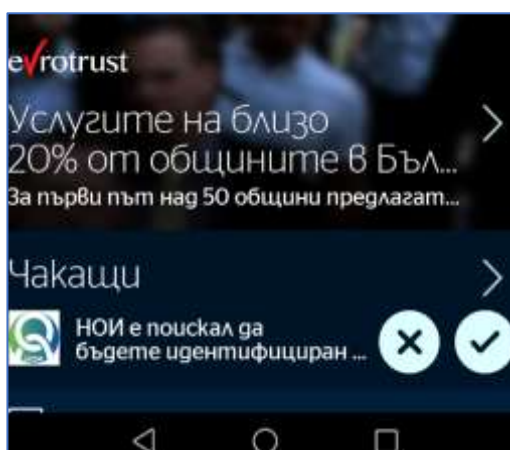 evrotrust
Услугите на близо
20% от общините в Бъл...
За първи път над 50 общини предлагат...
Чакащи
НОИ е поискал да
бъдете идентифициран ...